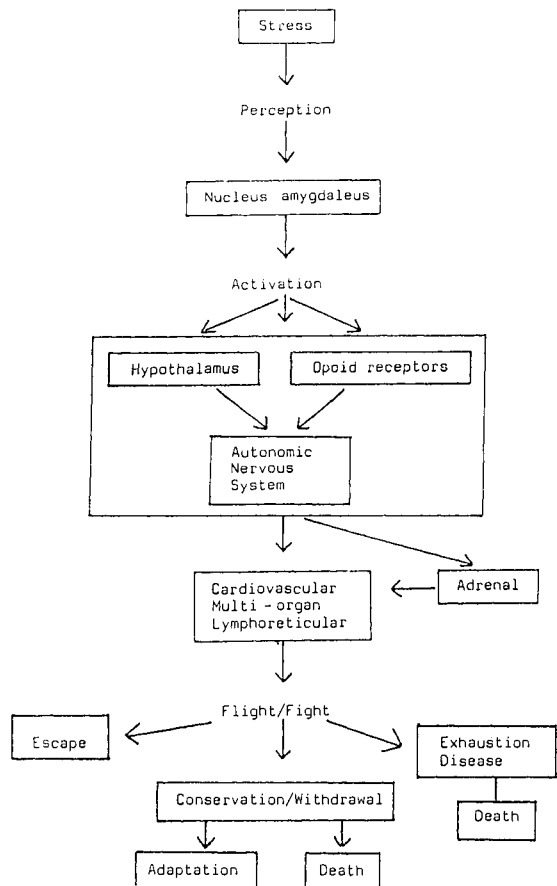 Stress
Perception
Nucleus amygdaleus
Activation
Hypothalamus
Opoid receptors
Autonomic
Nervous
System
Cardiovascular
Multi-organ
Lymphoreticular
Adrenal
Flight/Fight
Escape
Exhaustion
Disease
Conservation/Withdrawal
Death
Adaptation
Death